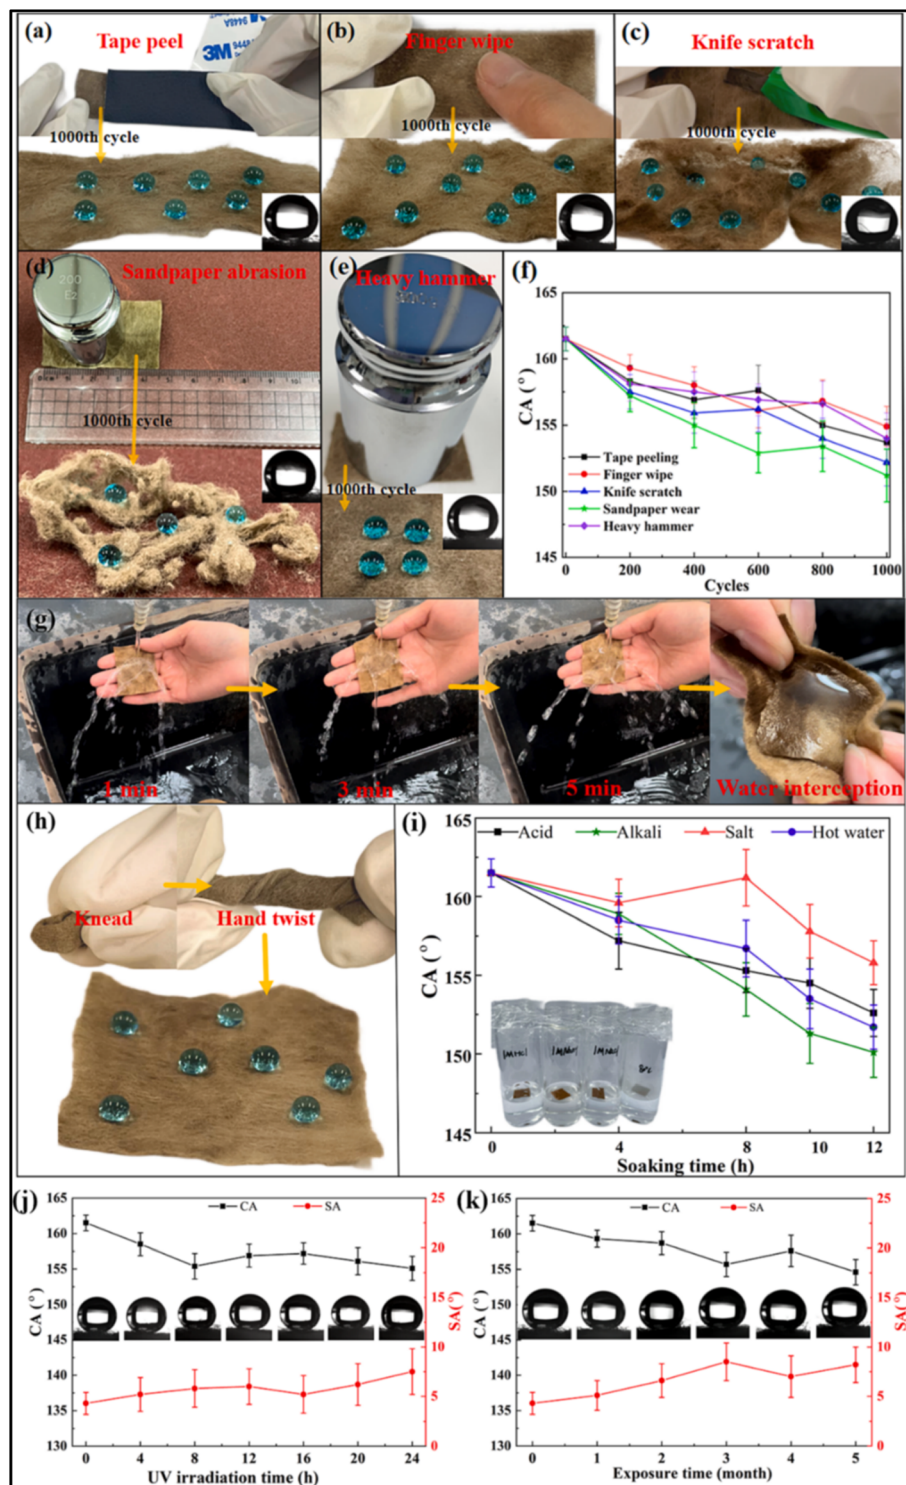 (a)
Tape peel
9448A
3M 9448A
1000th cycle
(b)
Finger wipe
1000th cycle
(c)
Knife scratch
1000th cycle
(d)
Sandpaper abrasion
200
E2
1000th cycle
(e)
Heavy hammer
1000th cycle
(f)
165
160
155
150
145
CA (°)
Tape peeling
Finger wipe
Knife scratch
Sandpaper wear
Heavy hammer
0 200 400 600 800 1000
Cycles
(g)
1 min
3 min
5 min
Water interception
(h)
Knead
Hand twist
(i)
Acid Alkali Salt Hot water
165
160
155
150
145
CA (°)
0 4 8 10 12
Soaking time (h)
(j)
CA SA
165
160
155
150
145
140
135
130
CA (°)
25
20
15
10
5
0
SA(°)
0 4 8 12 16 20 24
UV irradiation time (h)
(k)
CA SA
165
160
155
150
145
140
135
130
CA (°)
25
20
15
10
5
0
SA(°)
0 1 2 3 4 5
Exposure time (month)